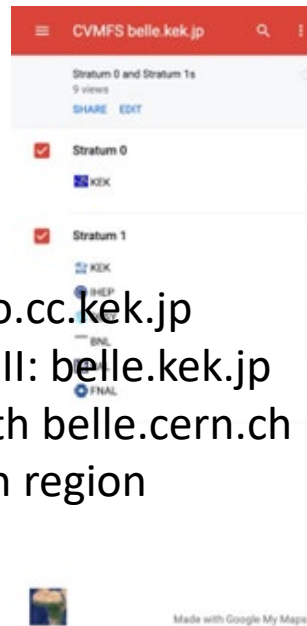 CVMFS belle.kek.jp
Stratum 0 and Stratum 1s
9 views
SHARE EDIT
Stratum 0
KEK
Stratum 1
KEK
IHEP
o.cc.kek.jp
BNL
II: belle.kek.jp
FNAL
th belle.cern.ch
n region
Made with Google My Maps